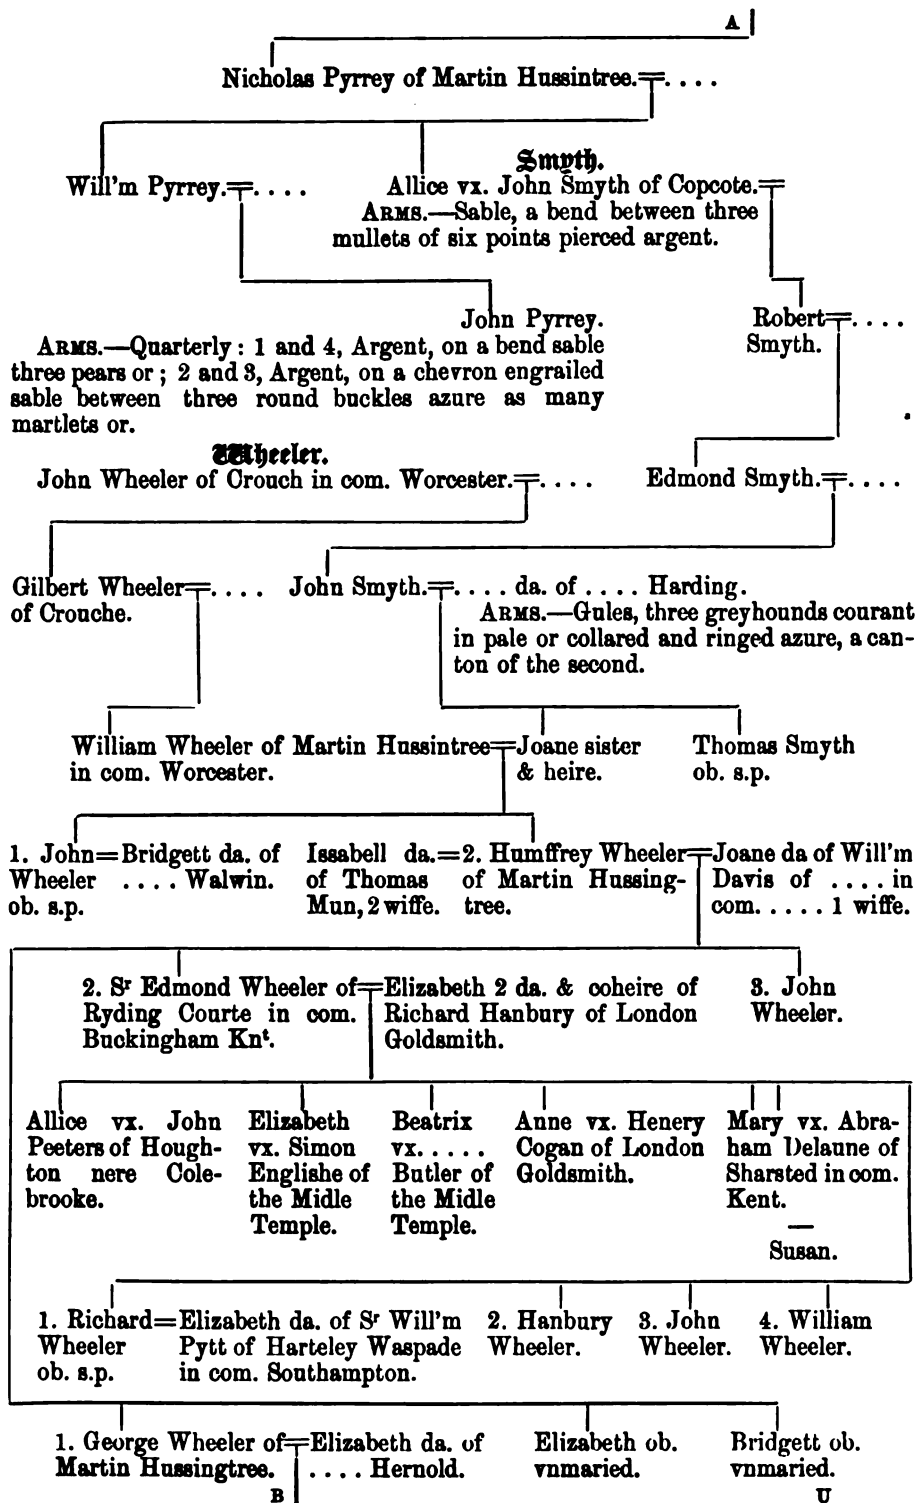 A
Nicholas Pyrrey of Martin Hussintree.=. . . .
Smyth.
Will'm Pyrrey.=. . . .
Allice vx. John Smyth of Copcote.=
ARMS.—Sable, a bend between three
mullets of six points pierced argent.
John Pyrrey.
ARMS.—Quarterly: 1 and 4, Argent, on a bend sable
three pears or; 2 and 3, Argent, on a chevron engrailed
sable between three round buckles azure as many
martlets or.
Robert=. . . .
Smyth.
Wheeler.
John Wheeler of Crouch in com. Worcester.=. . . .
Edmond Smyth.=. . . .
Gilbert Wheeler=. . . .
of Crouche.
John Smyth.=. . . . da. of . . . . Harding.
ARMS.—Gules, three greyhounds courant
in pale or collared and ringed azure, a can-
ton of the second.
William Wheeler of Martin Hussintree=Joane sister
in com. Worcester.
& heire.
Thomas Smyth
ob. s.p.
1. John=Bridgett da. of
Wheeler . . . . Walwin.
ob. s.p.
Issabell da.=2. Humffrey Wheeler=Joane da of Will'm
of Thomas of Martin Hussing- Davis of . . . . in
Mun, 2 wiffe. tree. com. . . . . 1 wiffe.
2. Sr Edmond Wheeler of=Elizabeth 2 da. & coheire of
Ryding Courte in com. Richard Hanbury of London
Buckingham Knt. Goldsmith.
3. John
Wheeler.
Allice vx. John
Peeters of Hough-
ton nere Cole-
brooke.
Elizabeth
vx. Simon
Englishe of
the Midle
Temple.
Beatrix
vx. . . . .
Butler of
the Midle
Temple.
Anne vx. Henery
Cogan of London
Goldsmith.
Mary vx. Abra-
ham Delaune of
Sharsted in com.
Kent.
—
Susan.
1. Richard=Elizabeth da. of Sr Will'm
Wheeler Pytt of Harteley Waspade
ob. s.p. in com. Southampton.
2. Hanbury
Wheeler.
3. John
Wheeler.
4. William
Wheeler.
1. George Wheeler of=Elizabeth da. of
Martin Hussingtree. . . . . Hernold.
Elizabeth ob.
vnmaried.
Bridgett ob.
vnmaried.
B
U